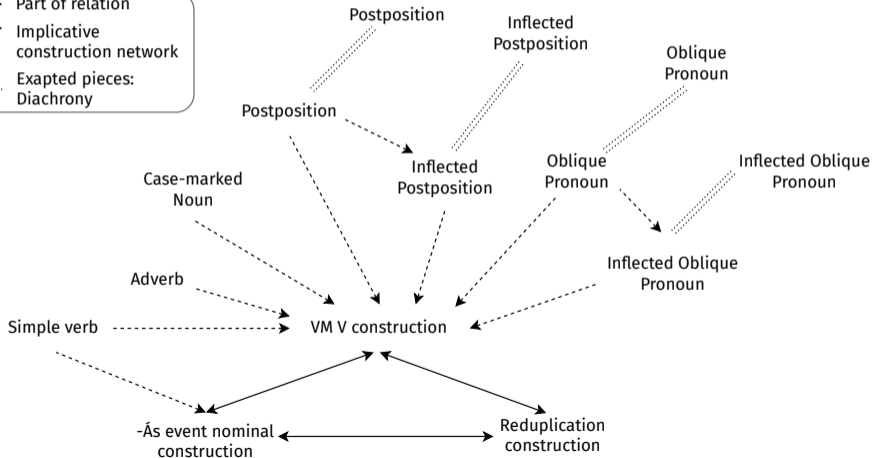 Part of relation
Implicative
construction network
Exapted pieces:
Diachrony
Postposition
Inflected
Postposition
Oblique
Pronoun
Postposition
Inflected
Postposition
Oblique
Pronoun
Inflected Oblique
Pronoun
Case-marked
Noun
Inflected Oblique
Pronoun
Adverb
Simple verb
VM V construction
-Ás event nominal
construction
Reduplication
construction